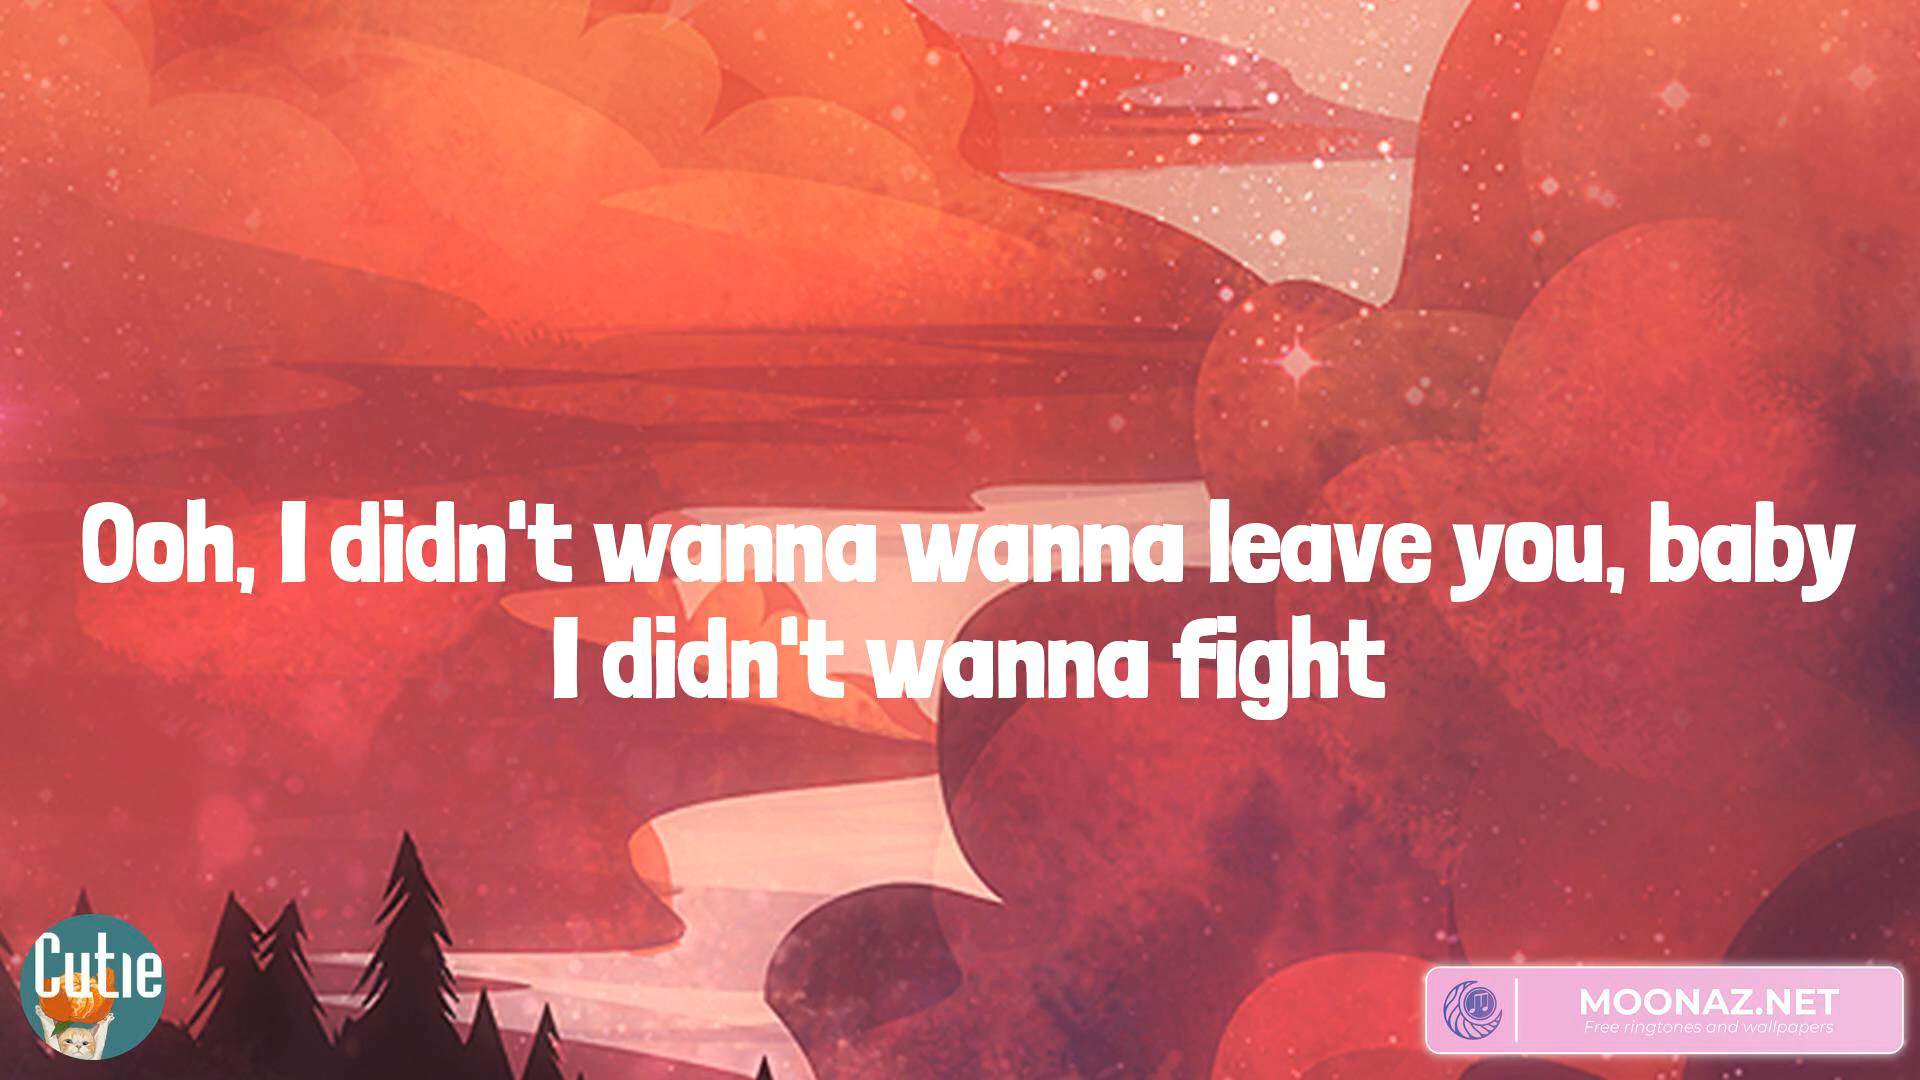 Ooh, I didn't wanna wanna leave you, baby
I didn't wanna fight
Cutie
MOONAZ.NET
Free ringtones and wallpapers